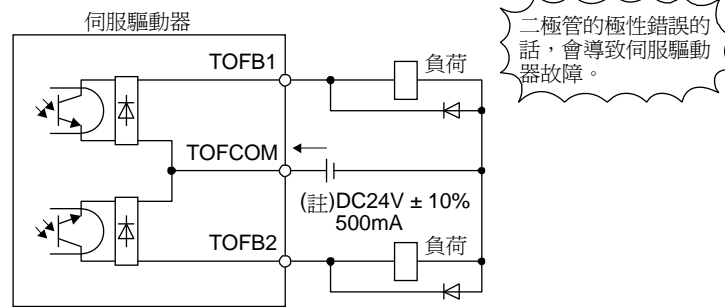 伺服驅動器
二極管的極性錯誤的
話，會導致伺服驅動
器故障。
TOFB1
負荷
TOFCOM
(註)DC24V ± 10%
500mA
TOFB2
負荷